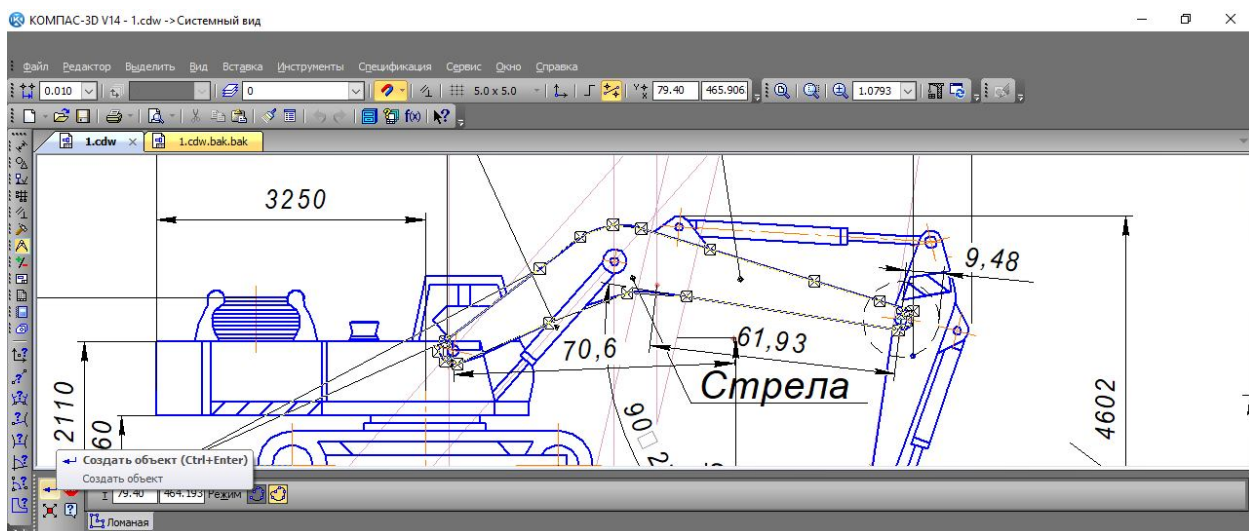 КОМПАС-3D V14 - 1.cdw ->Системный вид
Файл Редактор Выделить Вид Вставка Инструменты Спецификация Сервис Окно Справка
0.010 0 5.0 x 5.0 79.40 465.906 1.0793
f(x)
1.cdw 1.cdw.bak.bak
3250
9,48
70,6
61,93
Стрела
4602
2110
60
90
Создать объект (Ctrl+Enter)
Создать объект
79.40 464.193 Режим
Ломаная